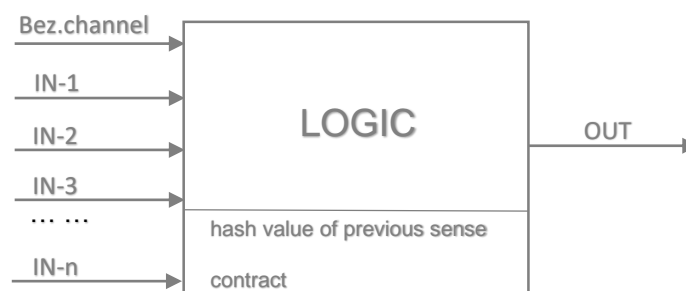 Bez.channel
IN-1
IN-2
IN-3
... ...
IN-n
LOGIC
hash value of previous sense
contract
OUT